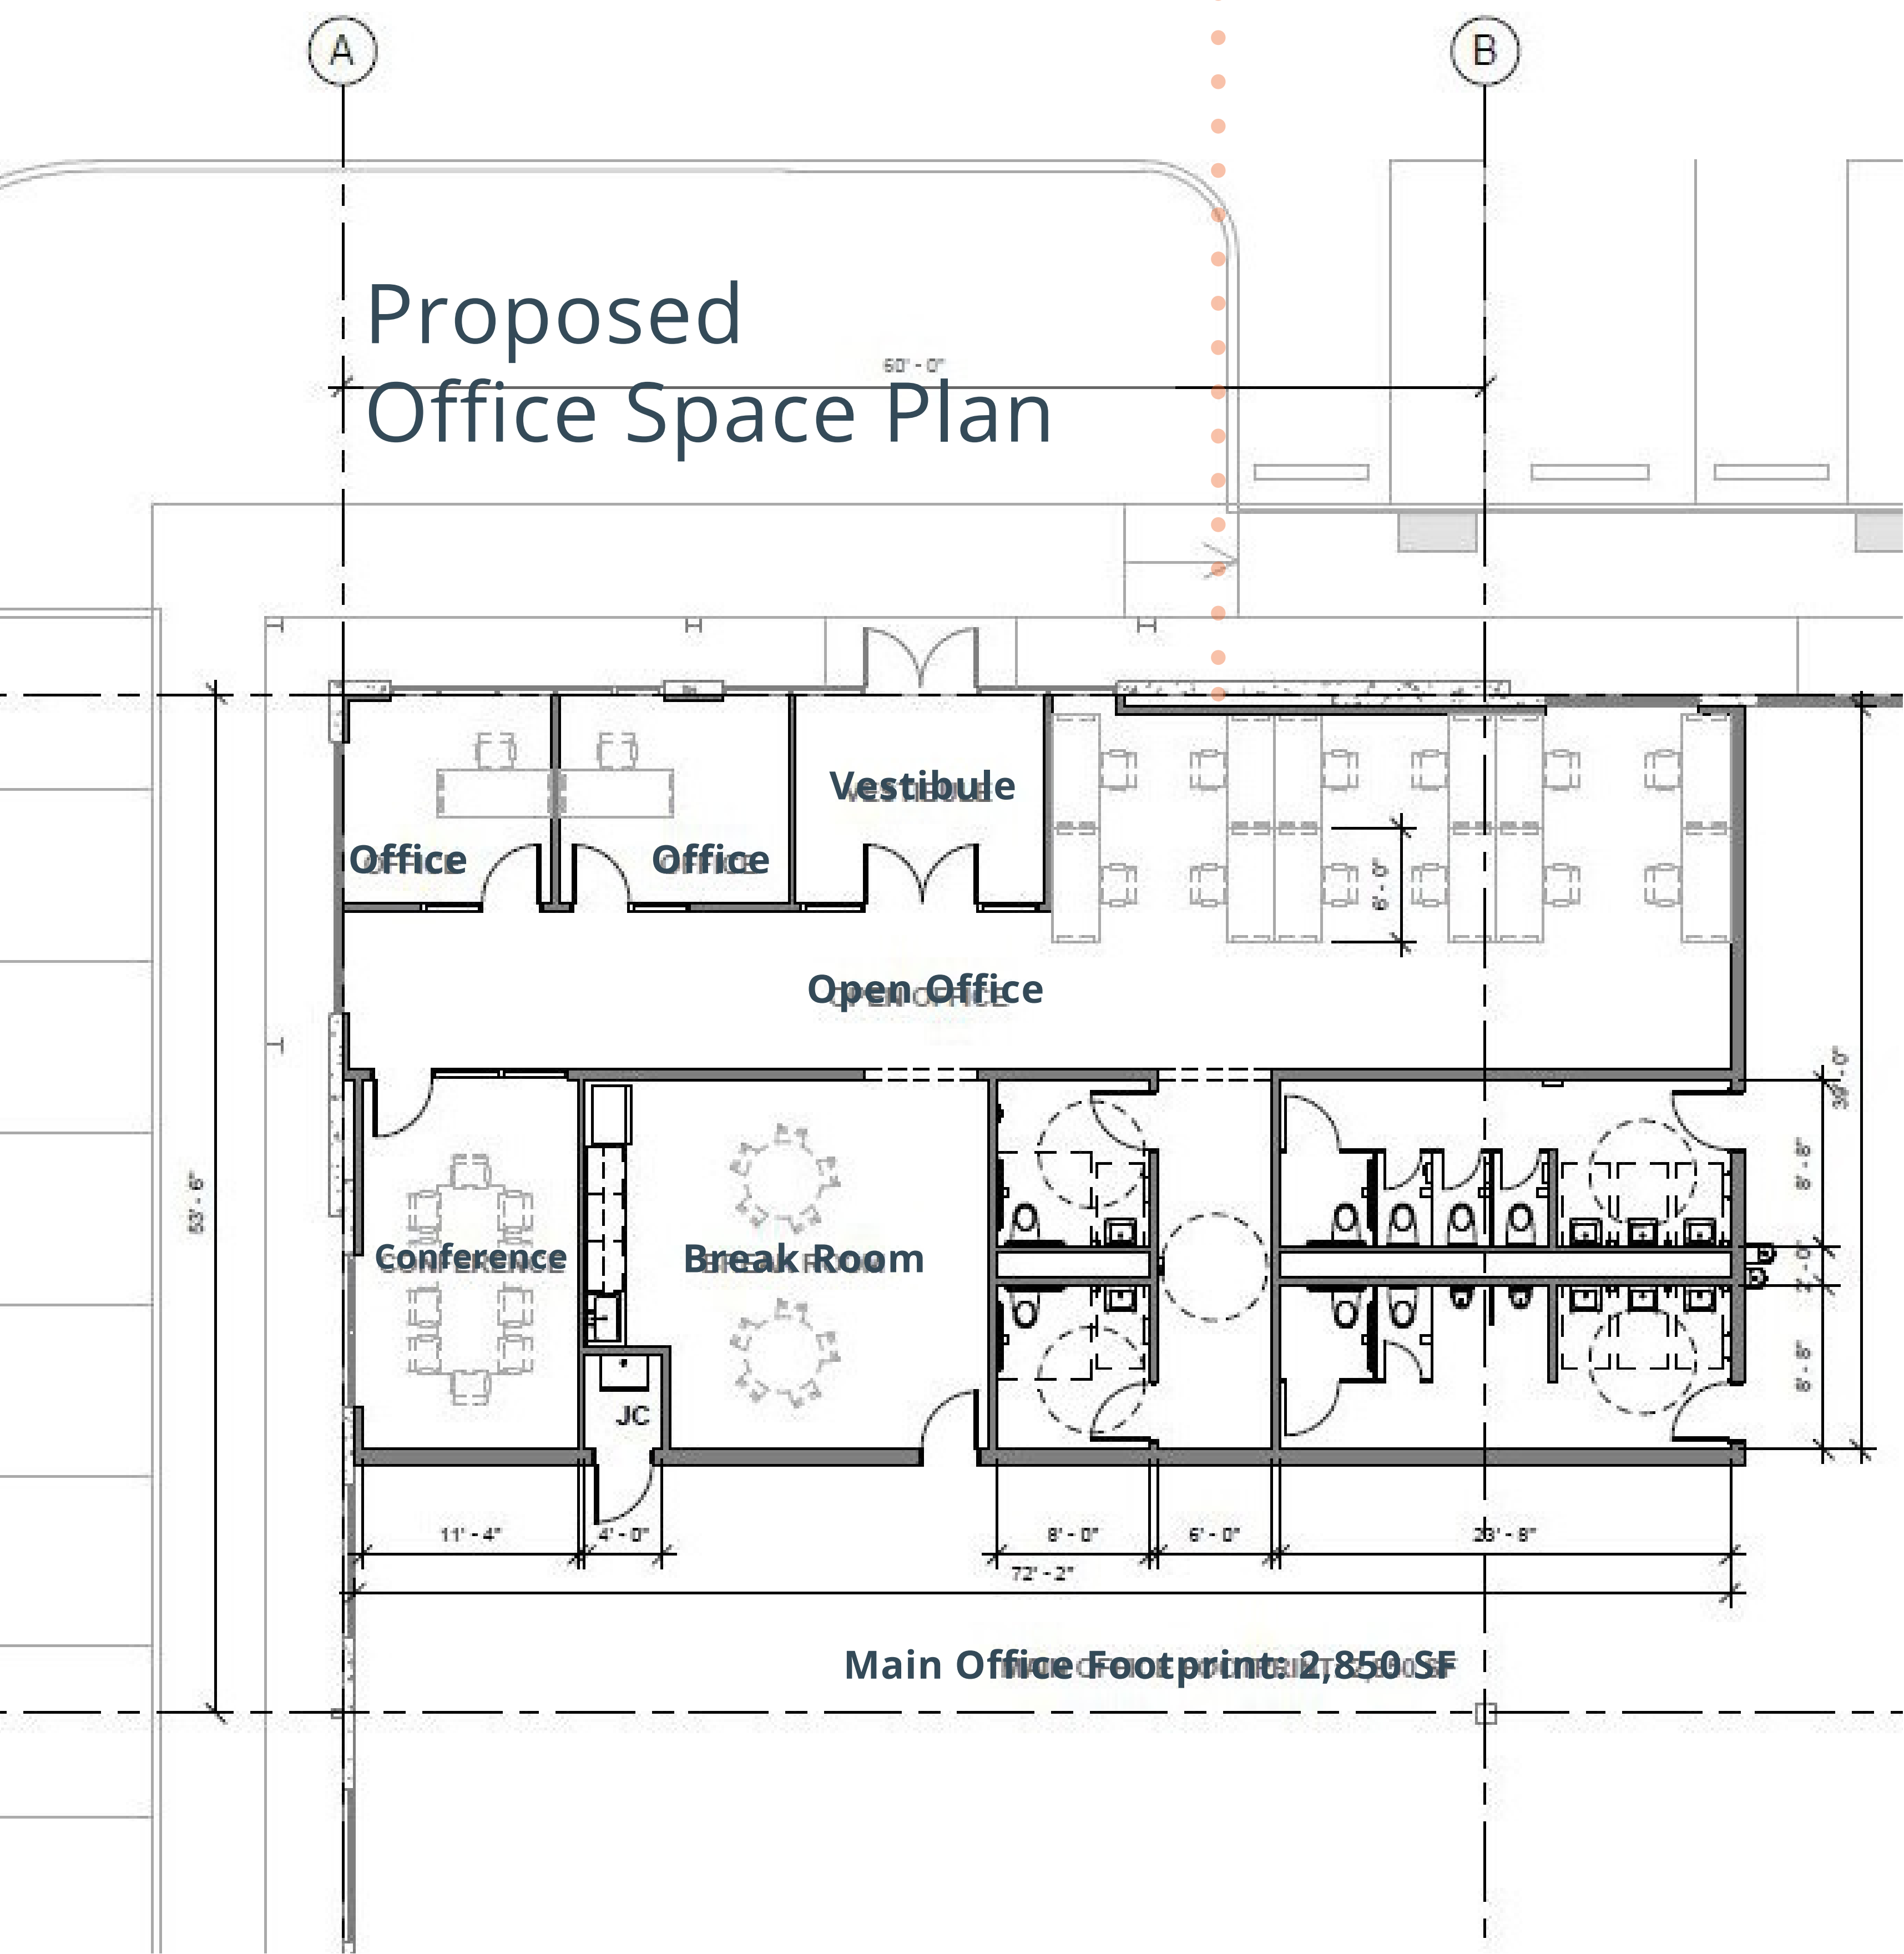 A
B
Proposed
60' - 0"
Office Space Plan
Vestibule
Office
Office
6' - 0"
Open Office
39' - 0"
8' - 8"
53' - 6"
Conference
Break Room
2' - 0"
8' - 8"
JC
11' - 4"
4' - 0"
8' - 0"
6' - 0"
23' - 8"
72' - 2"
Main Office Footprint: 2,850 SF